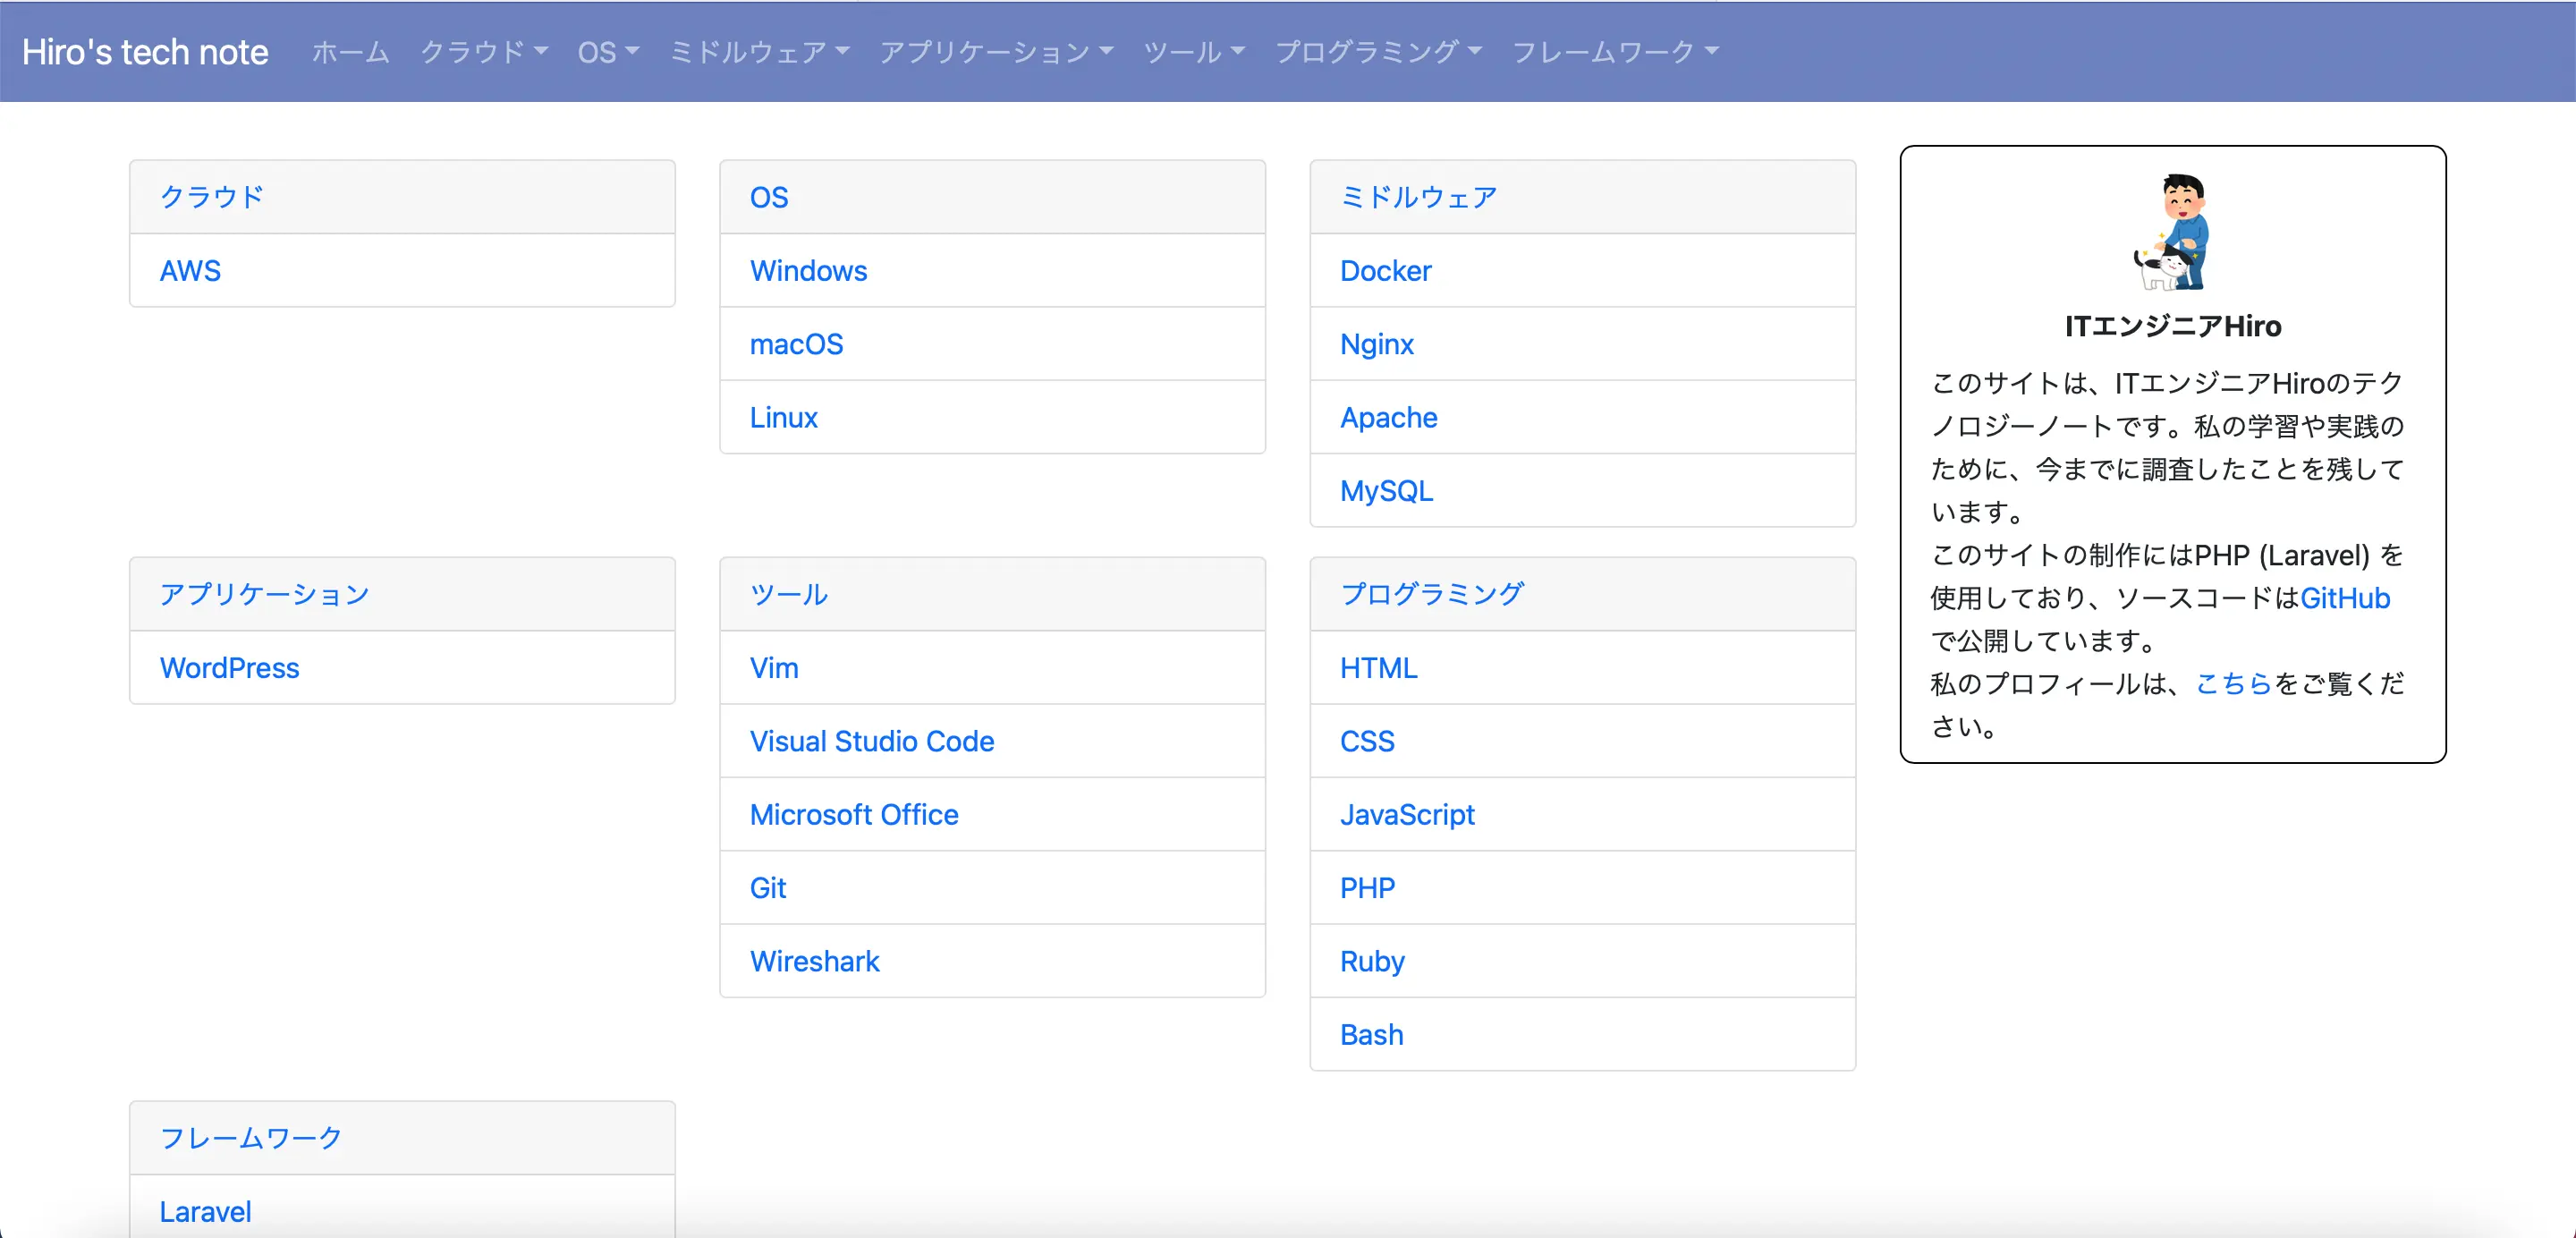 Hiro's tech note ホーム クラウド OS ミドルウェア アプリケーション ツール プログラミング フレームワーク
クラウド
AWS
OS
Windows
macOS
Linux
ミドルウェア
Docker
Nginx
Apache
MySQL
アプリケーション
WordPress
ツール
Vim
Visual Studio Code
Microsoft Office
Git
Wireshark
プログラミング
HTML
CSS
JavaScript
PHP
Ruby
Bash
フレームワーク
Laravel
ITエンジニアHiro
このサイトは、ITエンジニアHiroのテク
ノロジーノートです。私の学習や実践の
ために、今までに調査したことを残して
います。
このサイトの制作にはPHP (Laravel) を
使用しており、ソースコードはGitHub
で公開しています。
私のプロフィールは、こちらをご覧くだ
さい。